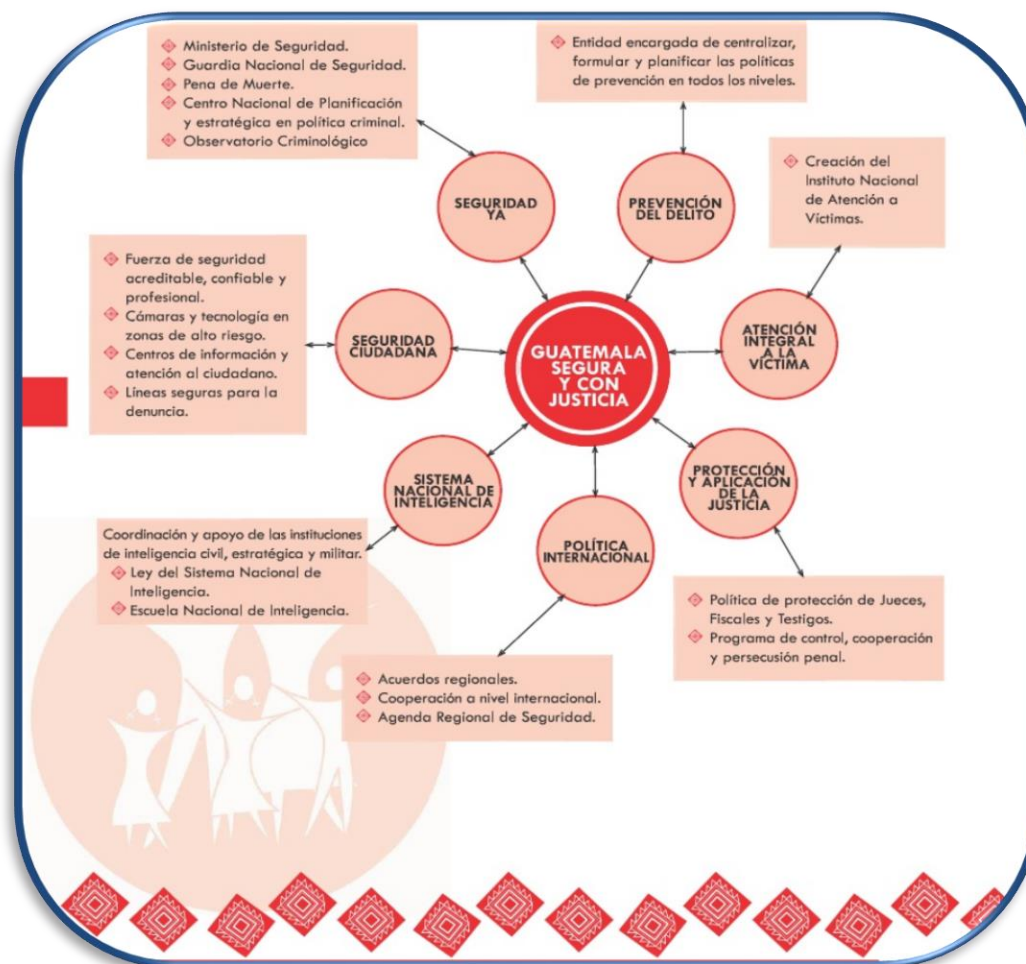 Ministerio de Seguridad.
Guardia Nacional de Seguridad.
Pena de Muerte.
Centro Nacional de Planificación
y estratégica en política criminal.
Observatorio Criminológico
Entidad encargada de centralizar,
formular y planificar las políticas
de prevención en todos los niveles.
Creación del
Instituto Nacional
de Atención a
Víctimas.
SEGURIDAD
YA
PREVENCIÓN
DEL DELITO
Fuerza de seguridad
acreditable, confiable y
profesional.
Cámaras y tecnología en
zonas de alto riesgo.
Centros de información y
atención al ciudadano.
Líneas seguras para la
denuncia.
SEGURIDAD
CIUDADANA
GUATEMALA
SEGURA
Y CON
JUSTICIA
ATENCIÓN
INTEGRAL
A LA
VÍCTIMA
SISTEMA
NACIONAL DE
INTELIGENCIA
POLÍTICA
INTERNACIONAL
PROTECCIÓN
Y APLICACIÓN
DE LA
JUSTICIA
Coordinación y apoyo de las instituciones
de inteligencia civil, estratégica y militar.
Ley del Sistema Nacional de
Inteligencia.
Escuela Nacional de Inteligencia.
Política de protección de Jueces,
Fiscales y Testigos.
Programa de control, cooperación
y persecusión penal.
Acuerdos regionales.
Cooperación a nivel internacional.
Agenda Regional de Seguridad.